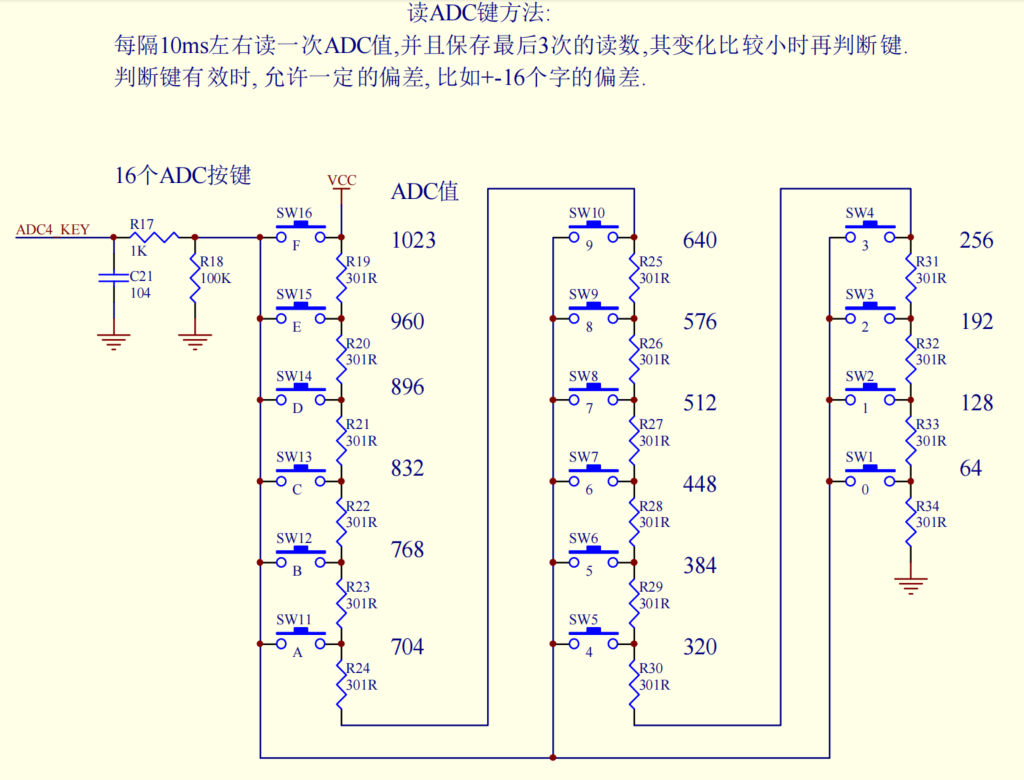 读ADC键方法:
每隔10ms左右读一次ADC值,并且保存最后3次的读数,其变化比较小时再判断键.
判断键有效时, 允许一定的偏差, 比如+-16个字的偏差.
16个ADC按键
VCC
ADC值
ADC4_KEY
R17
1K
C21
104
R18
100K
SW16
F
1023
R19
301R
SW15
E
960
R20
301R
SW14
D
896
R21
301R
SW13
C
832
R22
301R
SW12
B
768
R23
301R
SW11
A
704
R24
301R
SW10
9
640
R25
301R
SW9
8
576
R26
301R
SW8
7
512
R27
301R
SW7
6
448
R28
301R
SW6
5
384
R29
301R
SW5
4
320
R30
301R
SW4
3
256
R31
301R
SW3
2
192
R32
301R
SW2
1
128
R33
301R
SW1
0
64
R34
301R